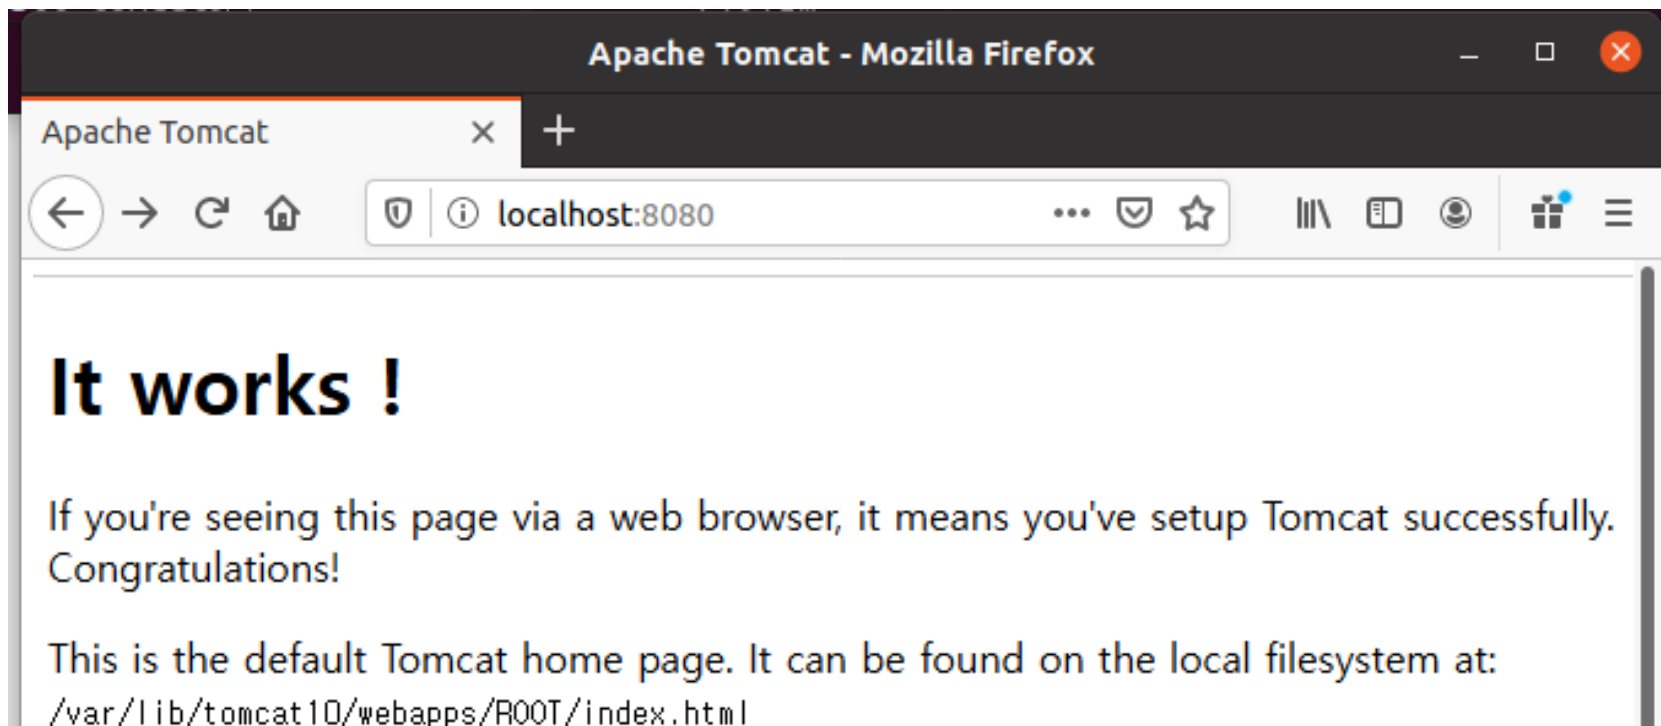 Apache Tomcat - Mozilla Firefox
Apache Tomcat
localhost:8080
It works !
If you're seeing this page via a web browser, it means you've setup Tomcat successfully.
Congratulations!
This is the default Tomcat home page. It can be found on the local filesystem at:
/var/lib/tomcat10/webapps/ROOT/index.html